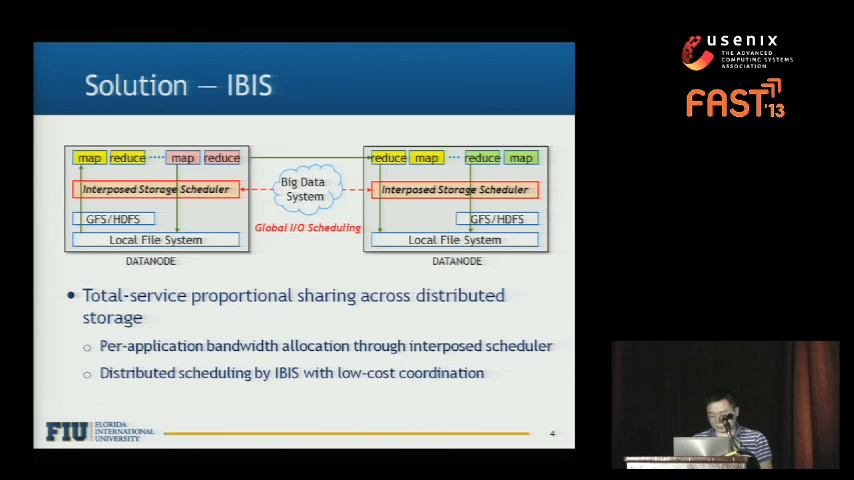 Solution — IBIS
map reduce ···· map reduce
reduce map ··· reduce map
Interposed Storage Scheduler
Big Data
System
Interposed Storage Scheduler
GFS/HDFS
Global I/O Scheduling
GFS/HDFS
Local File System
Local File System
DATANODE
DATANODE
• Total-service proportional sharing across distributed
storage
○ Per-application bandwidth allocation through interposed scheduler
○ Distributed scheduling by IBIS with low-cost coordination
FIU
FLORIDA
INTERNATIONAL
UNIVERSITY
4
usenix
THE ADVANCED
COMPUTING SYSTEMS
ASSOCIATION
FAST'13